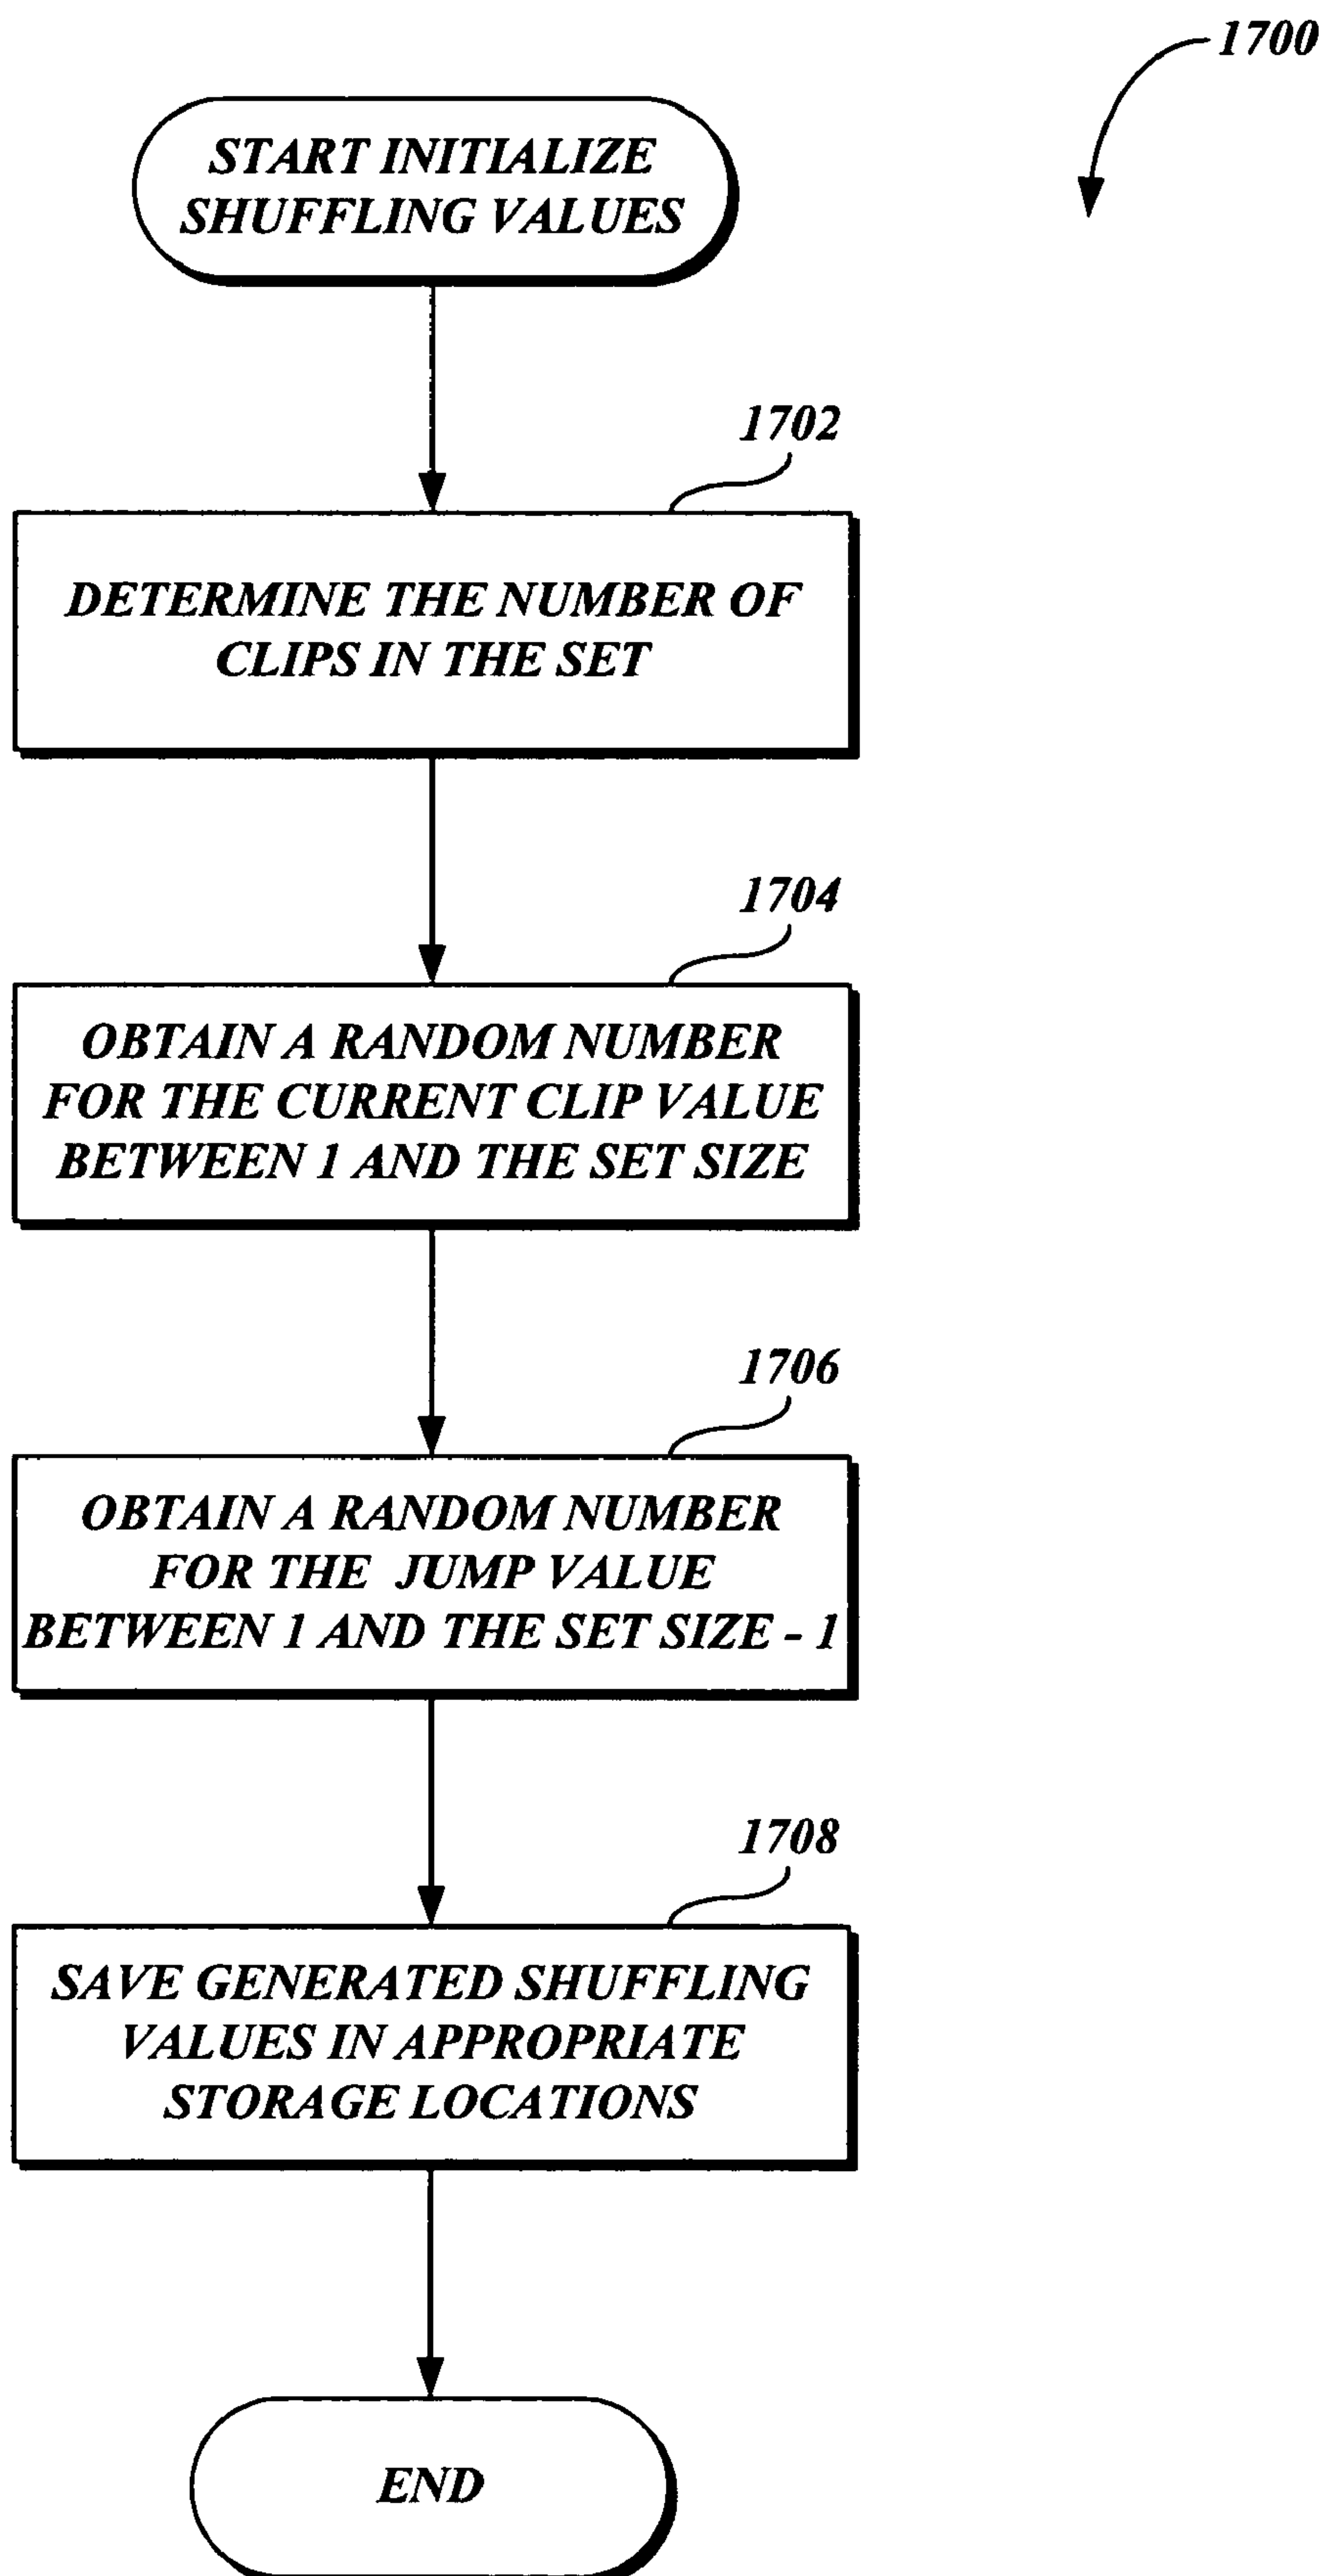 1700
START INITIALIZE
SHUFFLING VALUES
1702
DETERMINE THE NUMBER OF
CLIPS IN THE SET
1704
OBTAIN A RANDOM NUMBER
FOR THE CURRENT CLIP VALUE
BETWEEN 1 AND THE SET SIZE
1706
OBTAIN A RANDOM NUMBER
FOR THE JUMP VALUE
BETWEEN 1 AND THE SET SIZE - 1
1708
SAVE GENERATED SHUFFLING
VALUES IN APPROPRIATE
STORAGE LOCATIONS
END